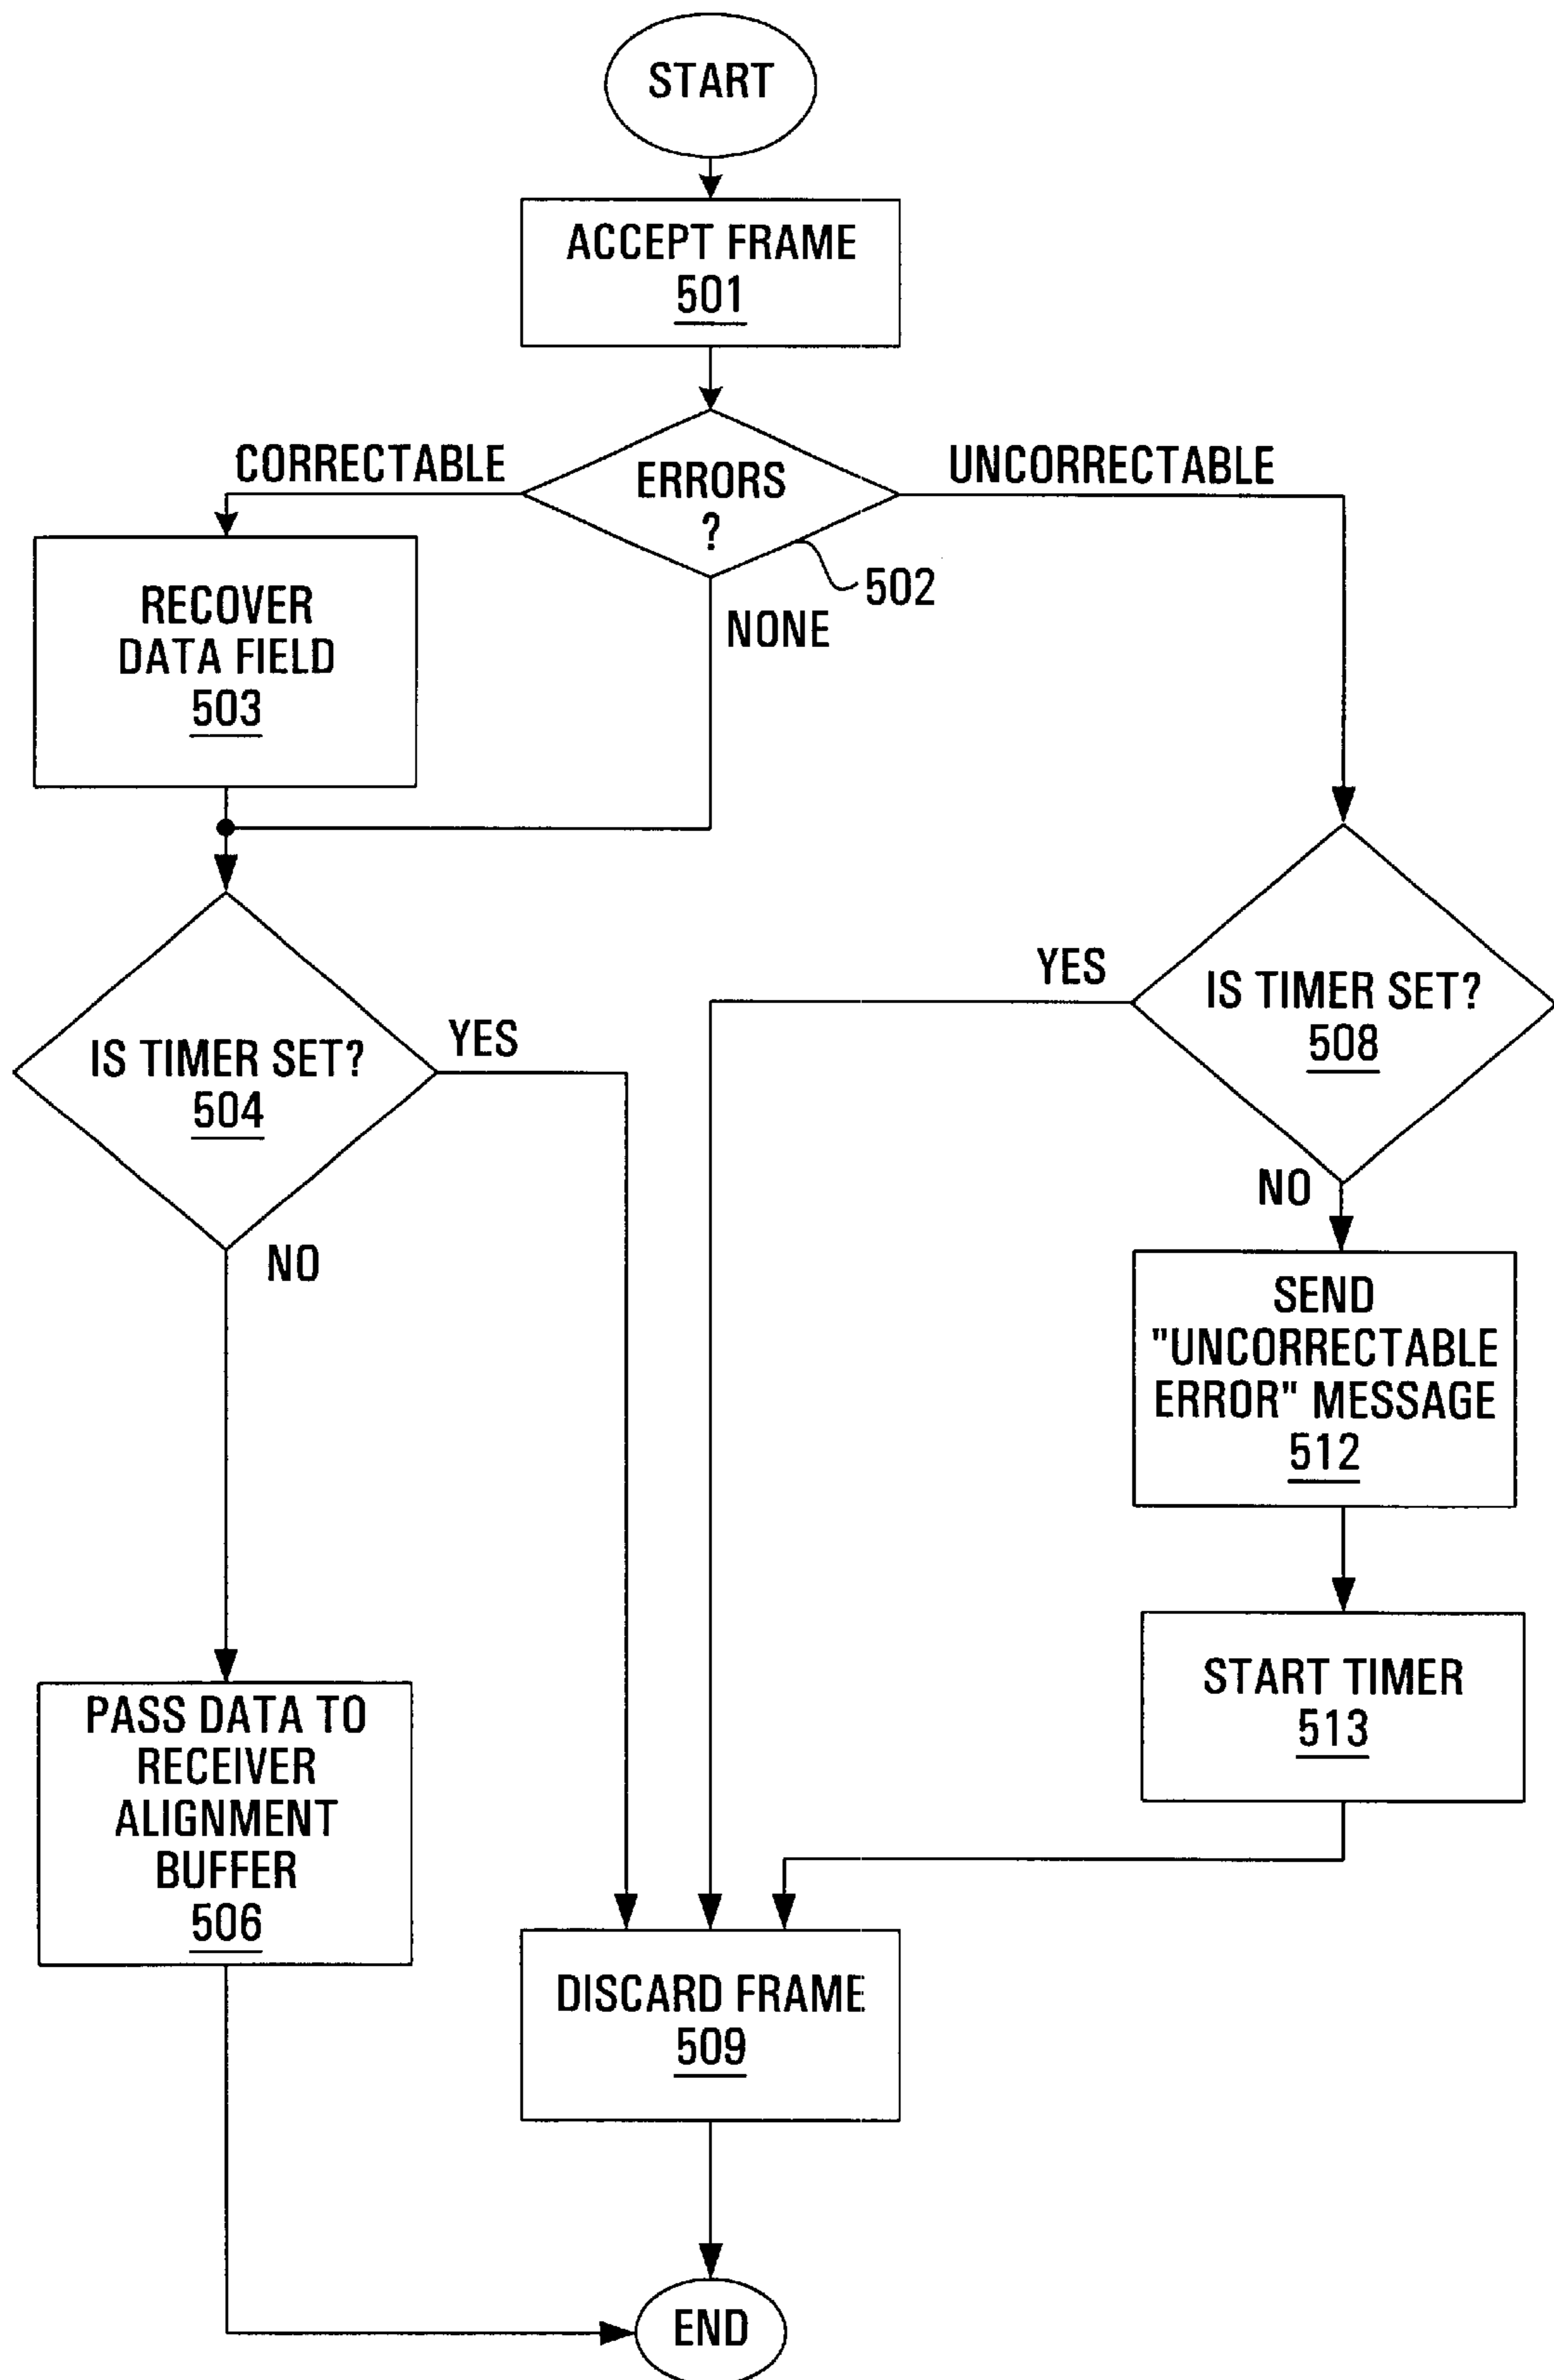 START
ACCEPT FRAME
501
CORRECTABLE
ERRORS
?
UNCORRECTABLE
502
NONE
RECOVER
DATA FIELD
503
IS TIMER SET?
504
YES
NO
YES
IS TIMER SET?
508
NO
SEND
"UNCORRECTABLE
ERROR" MESSAGE
512
START TIMER
513
PASS DATA TO
RECEIVER
ALIGNMENT
BUFFER
506
DISCARD FRAME
509
END